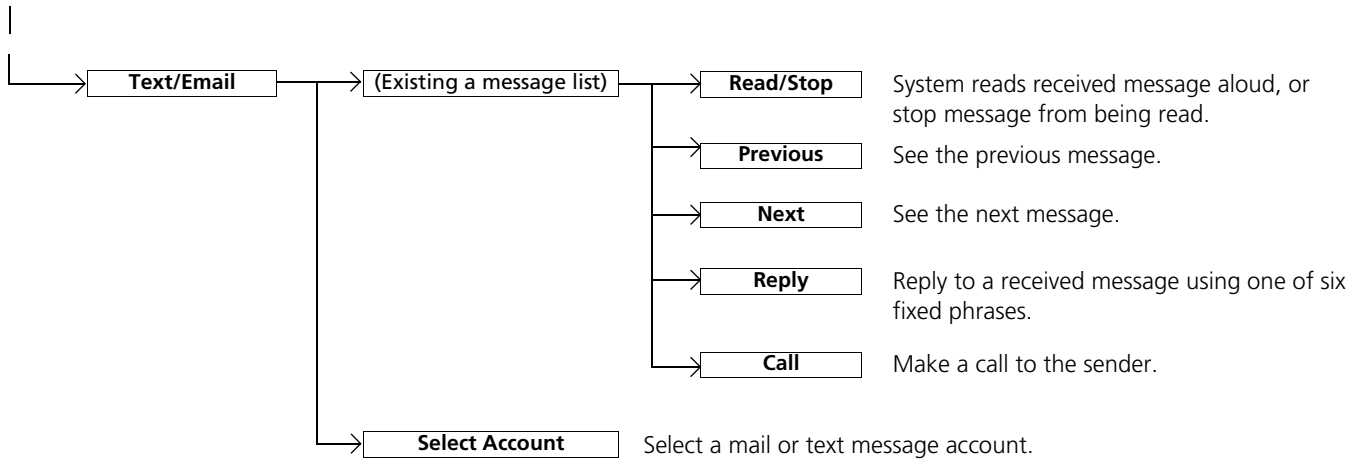 Text/Email
(Existing a message list)
Read/Stop
System reads received message aloud, or
stop message from being read.
Previous
See the previous message.
Next
See the next message.
Reply
Reply to a received message using one of six
fixed phrases.
Call
Make a call to the sender.
Select Account
Select a mail or text message account.